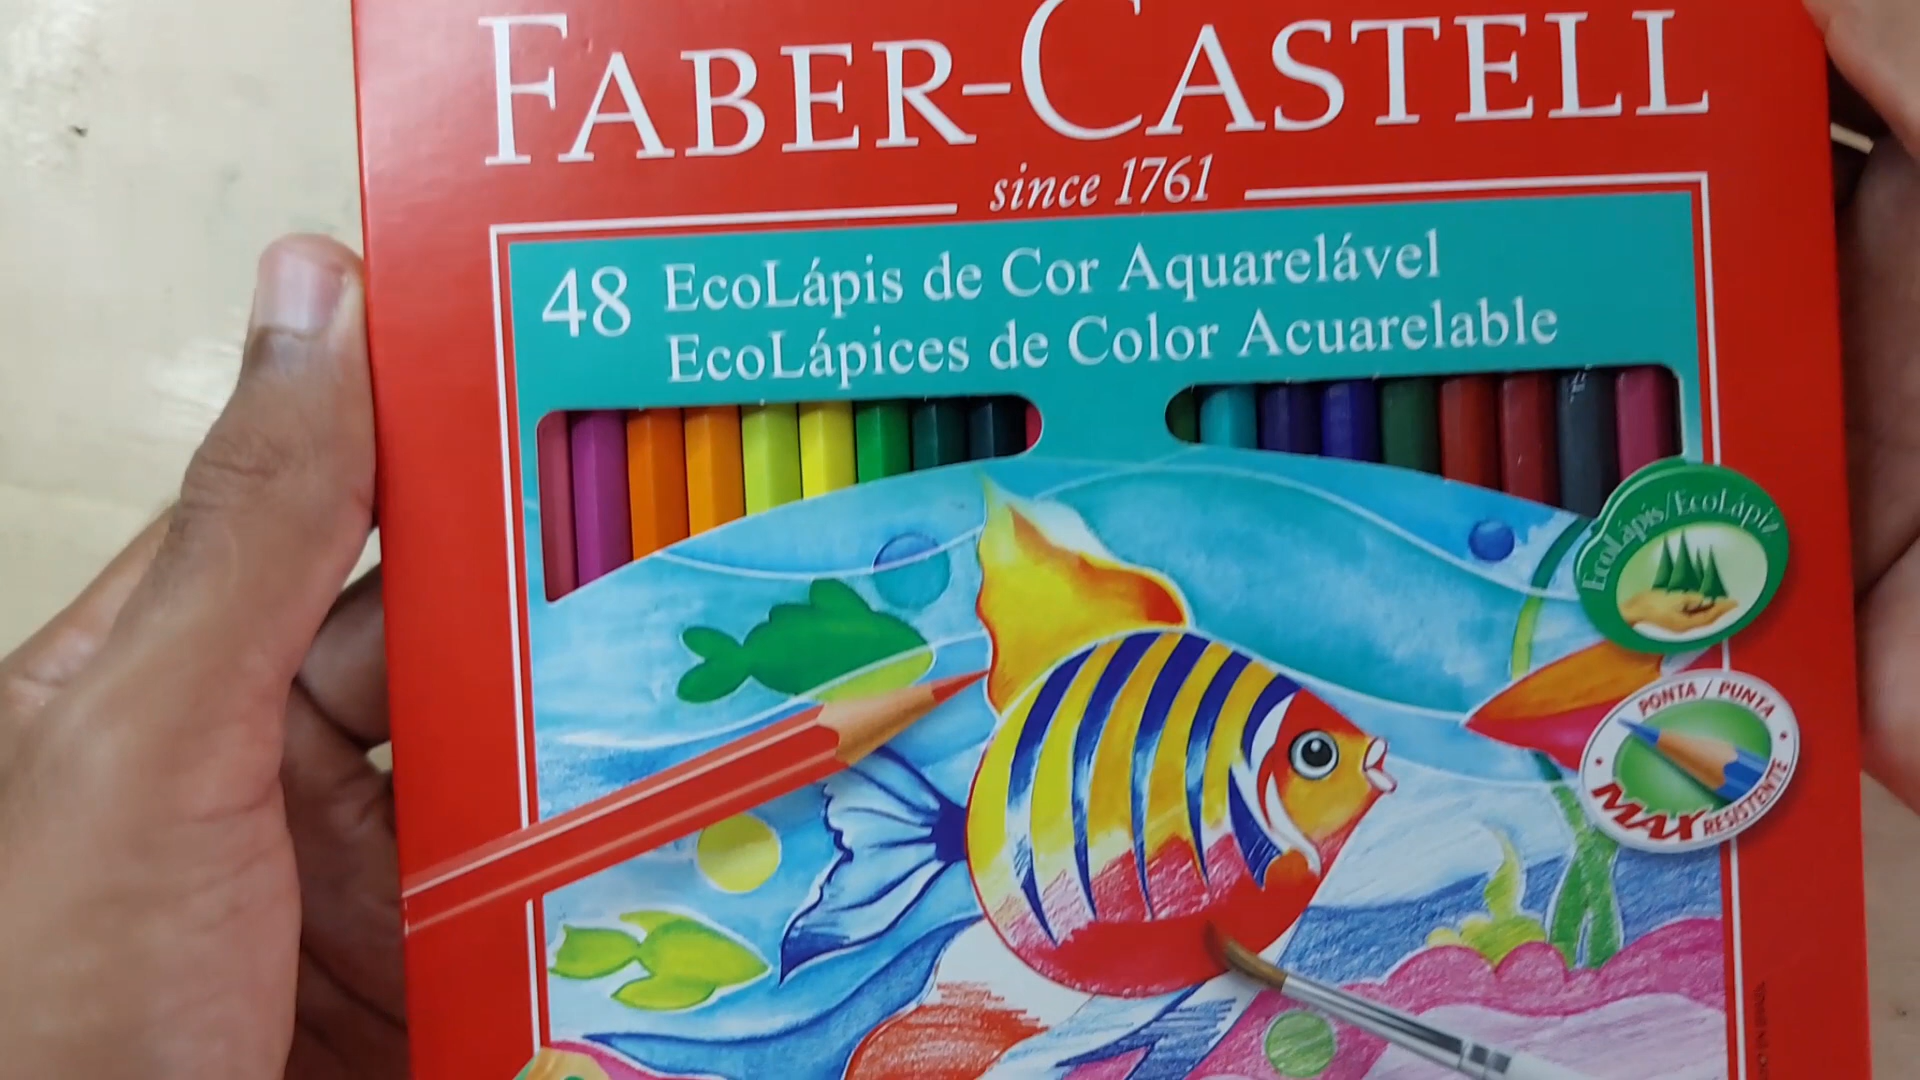 FABER-CASTELL
since 1761
48 EcoLápis de Cor Aquarelável
EcoLápices de Color Acuarelable
EcoLápis/EcoLápiz
PONTA / PUNTA
MAX RESISTENTE